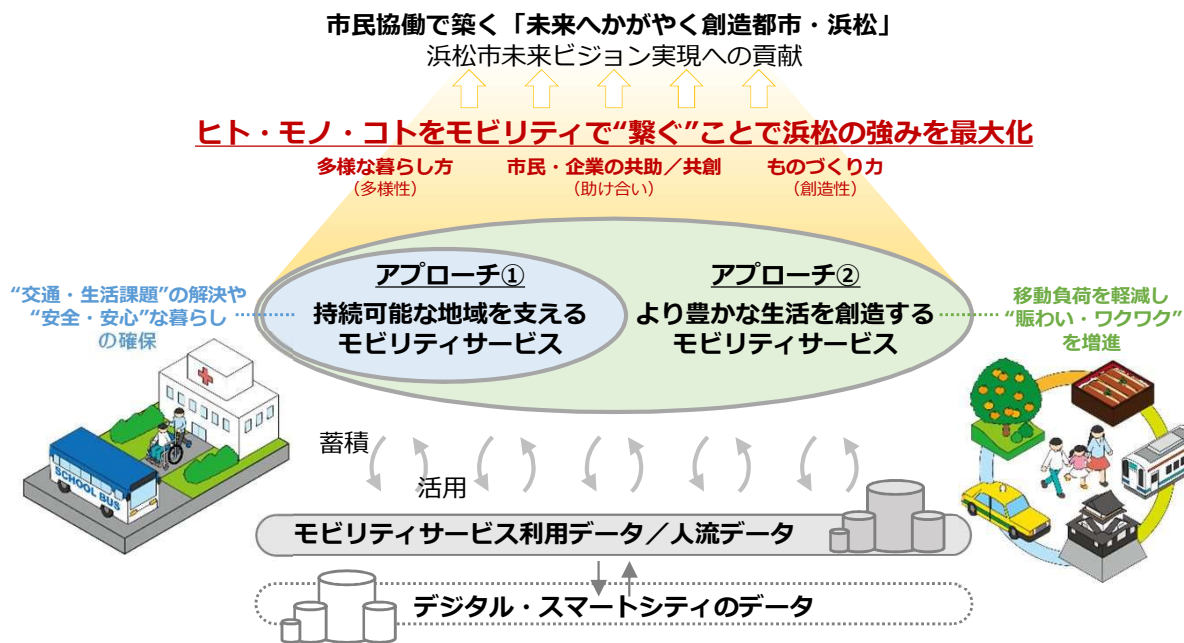 市民協働で築く「未来へかがやく創造都市・浜松」
浜松市未来ビジョン実現への貢献
ヒト・モノ・コトをモビリティで“繋ぐ”ことで浜松の強みを最大化
多様な暮らし方
（多様性）
市民・企業の共助／共創
（助け合い）
ものづくり力
（創造性）
“交通・生活課題”の解決や
“安全・安心”な暮らし
の確保
アプローチ①
持続可能な地域を支える
モビリティサービス
アプローチ②
より豊かな生活を創造する
モビリティサービス
移動負荷を軽減し
“賑わい・ワクワク”
を増進
SCHOOL BUS
蓄積
活用
モビリティサービス利用データ／人流データ
デジタル・スマートシティのデータ